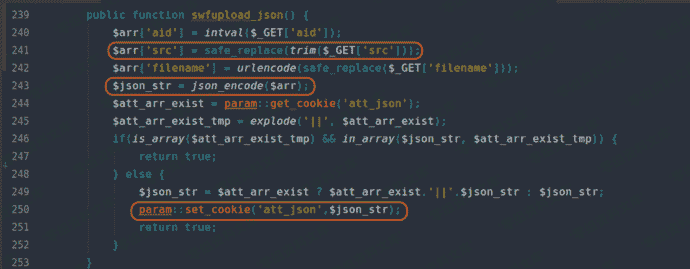 239 public function swfupload_json() {
240 $arr['aid'] = intval($_GET['aid']);
241 $arr['src'] = safe_replace(trim($_GET['src']));
242 $arr['filename'] = urlencode(safe_replace($_GET['filename']));
243 $json_str = json_encode($arr);
244 $att_arr_exist = param::get_cookie('att_json');
245 $att_arr_exist_tmp = explode('||', $att_arr_exist);
246 if(is_array($att_arr_exist_tmp) && in_array($json_str, $att_arr_exist_tmp)) {
247 return true;
248 } else {
249 $json_str = $att_arr_exist ? $att_arr_exist.'||'.$json_str : $json_str;
250 param::set_cookie('att_json',$json_str);
251 return true;
252 }
253 }